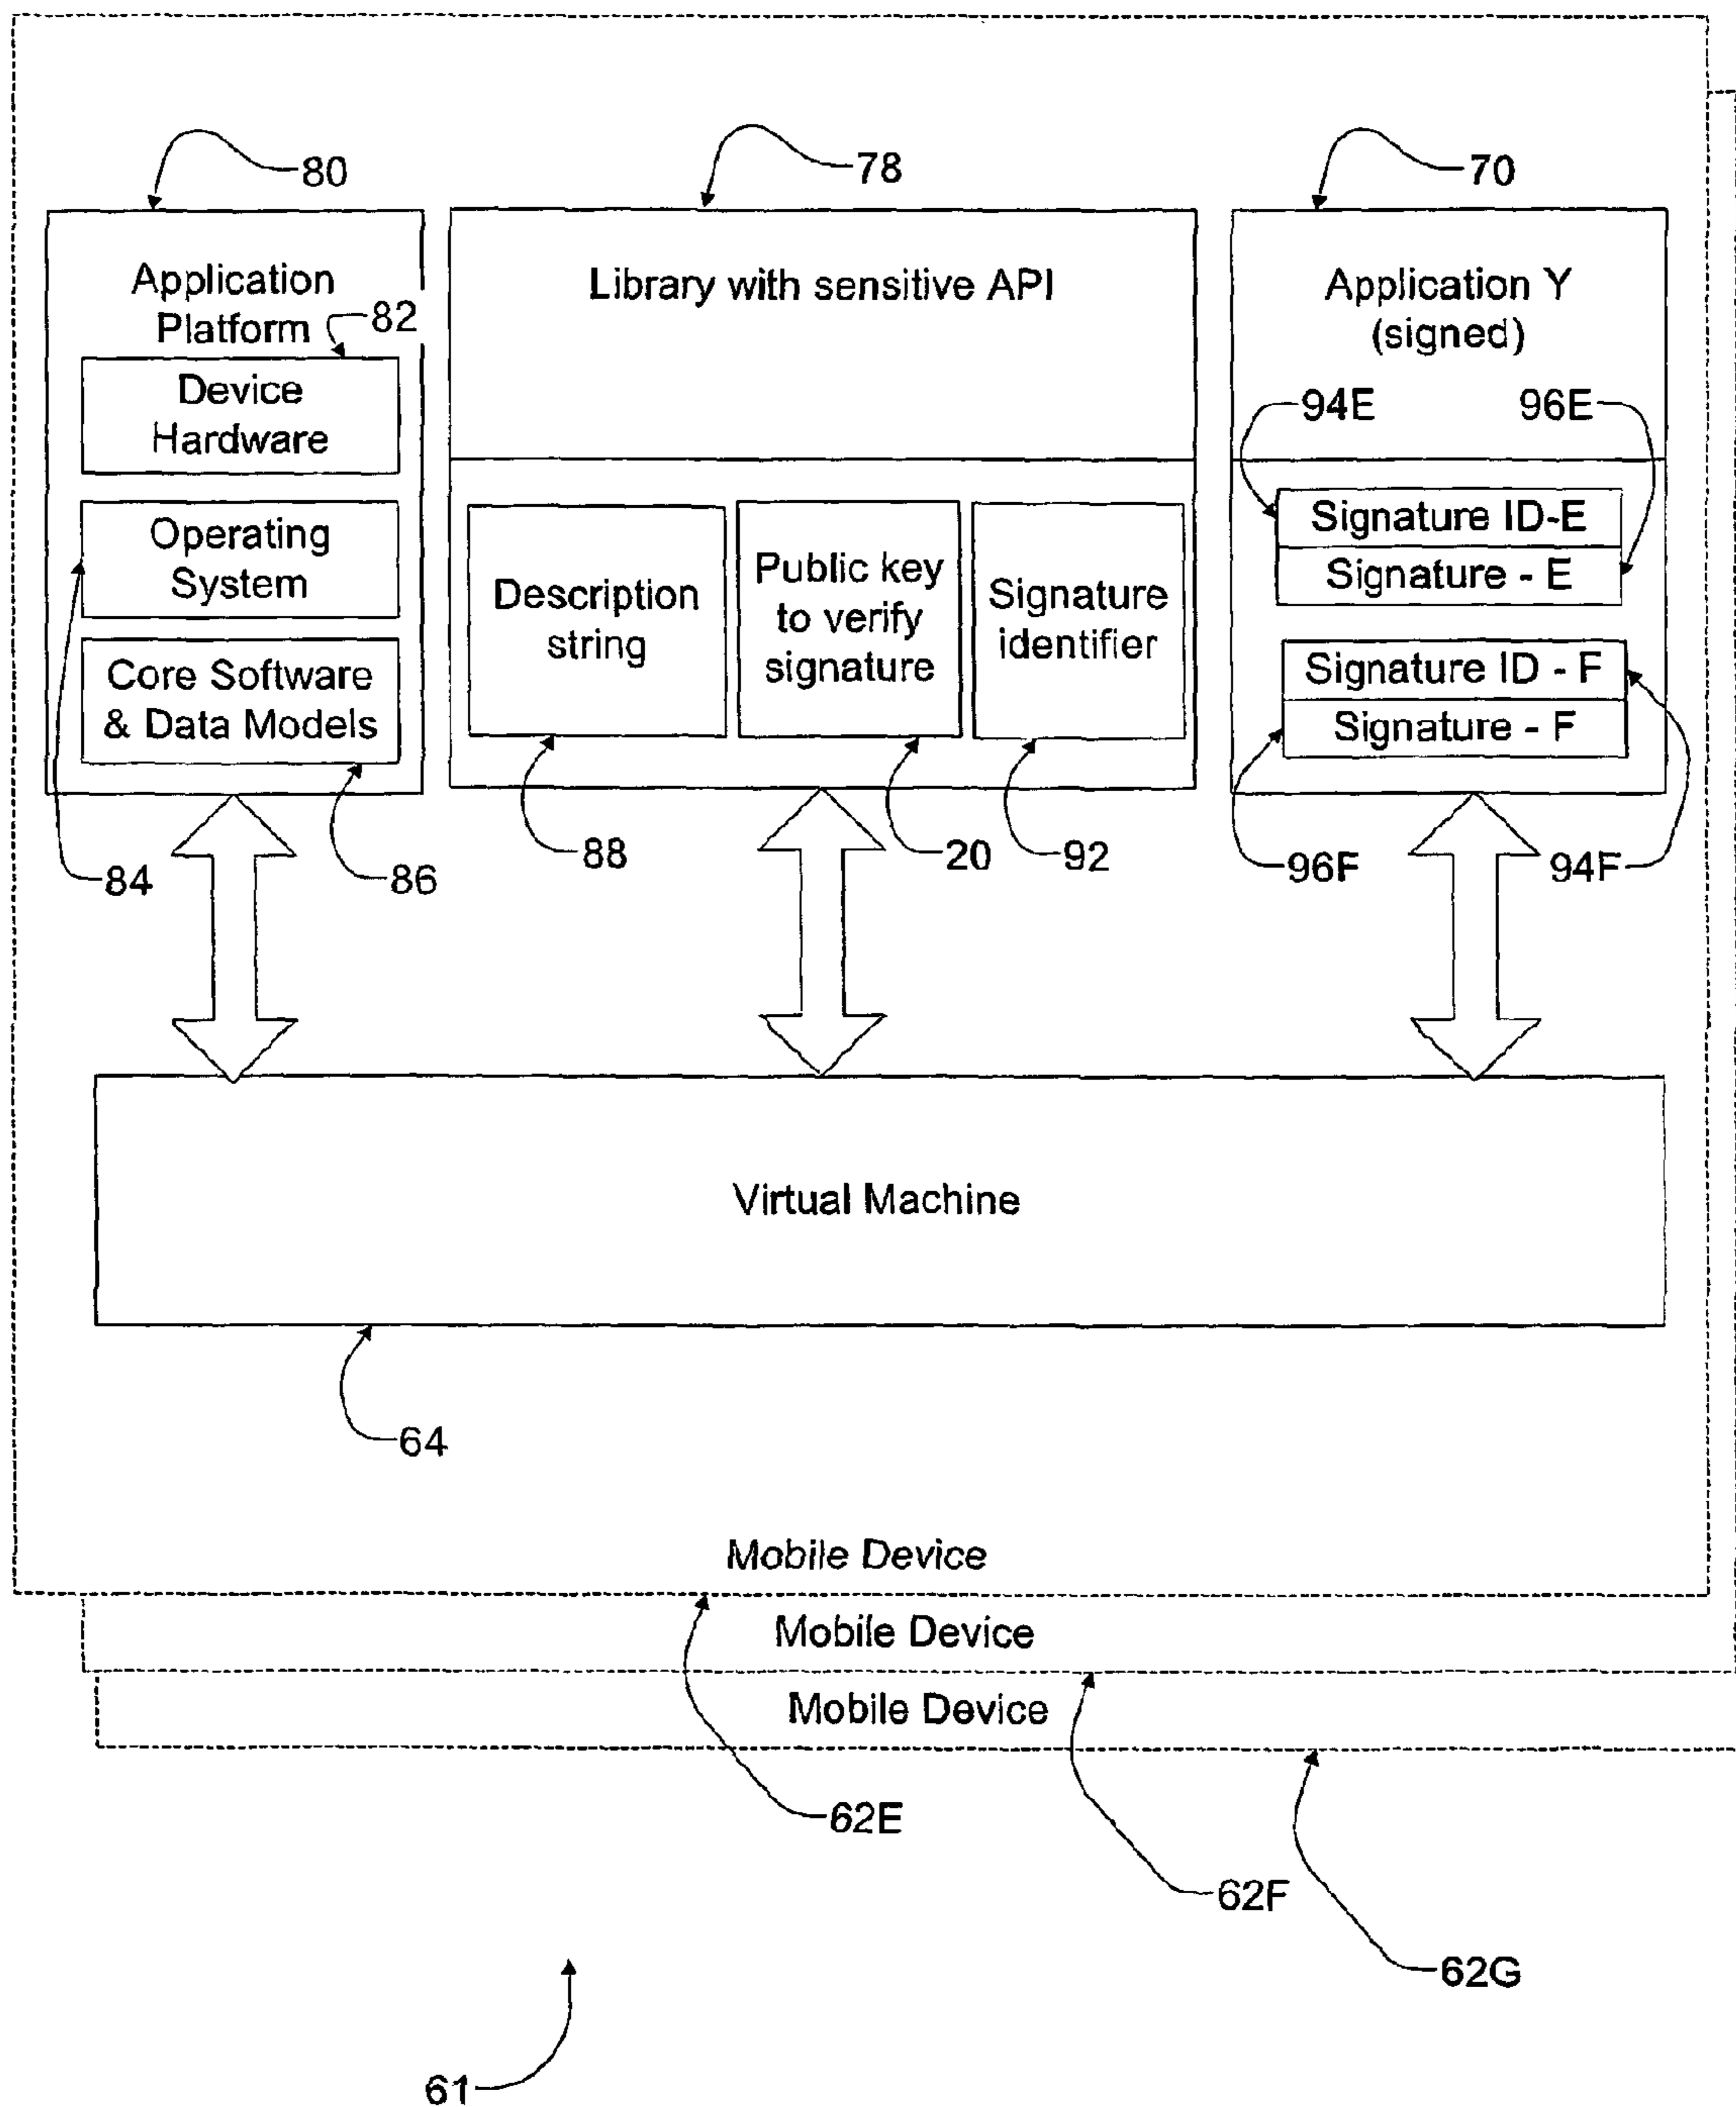 80
78
70
Application
Platform
82
Library with sensitive API
Application Y
(signed)
Device
Hardware
94E
96E
Operating
System
Description
string
Public key
to verify
signature
Signature
identifier
Signature ID-E
Signature - E
Core Software
& Data Models
Signature ID - F
Signature - F
84
86
88
20
92
96F
94F
Virtual Machine
64
Mobile Device
Mobile Device
Mobile Device
62E
62F
62G
61